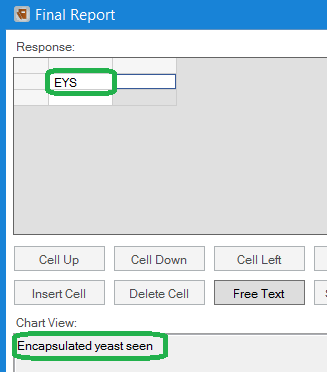 Final Report
Response:
EYS
Cell Up Cell Down Cell Left
Insert Cell Delete Cell Free Text
Chart View:
Encapsulated yeast seen